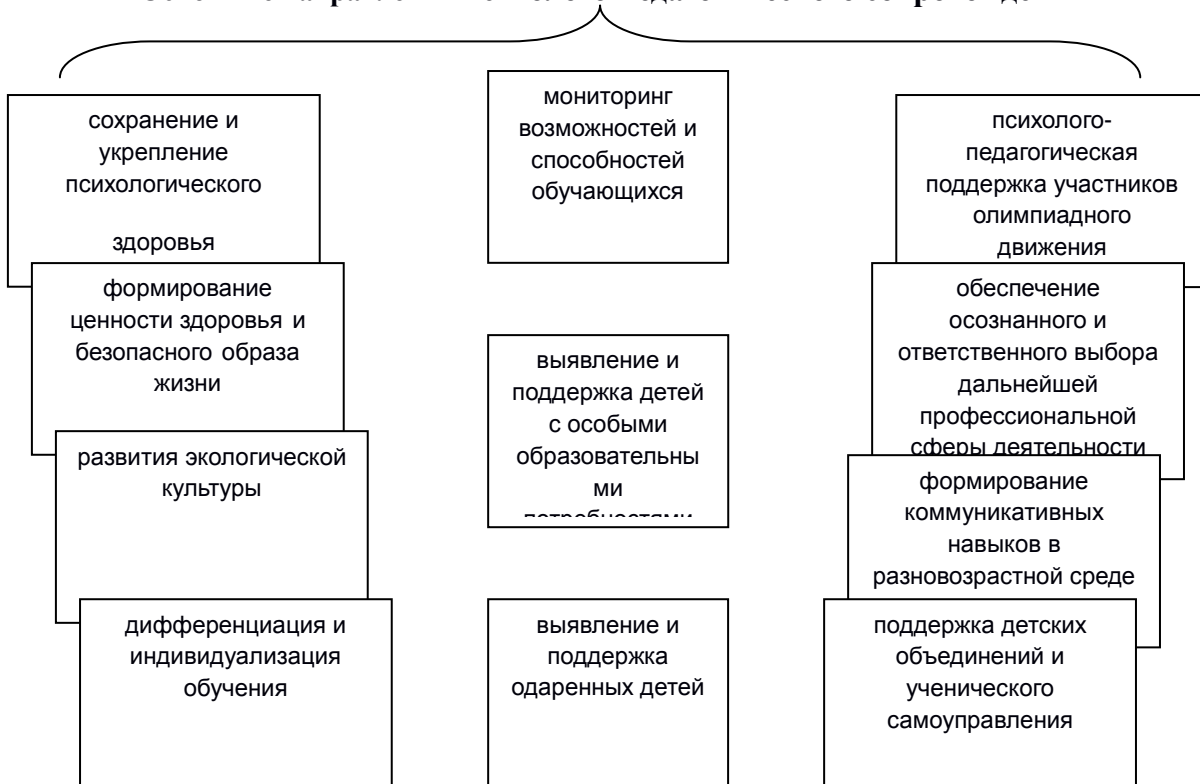 сохранение и
укрепление
психологического
здоровья
формирование
ценности здоровья и
безопасного образа
жизни
развития экологической
культуры
дифференциация и
индивидуализация
обучения
мониторинг
возможностей и
способностей
обучающихся
выявление и
поддержка детей
с особыми
образовательны
ми
потребностями
выявление и
поддержка
одаренных детей
психолого-
педагогическая
поддержка участников
олимпиадного
движения
обеспечение
осознанного и
ответственного выбора
дальнейшей
профессиональной
сферы деятельности
формирование
коммуникативных
навыков в
разновозрастной среде
поддержка детских
объединений и
ученического
самоуправления